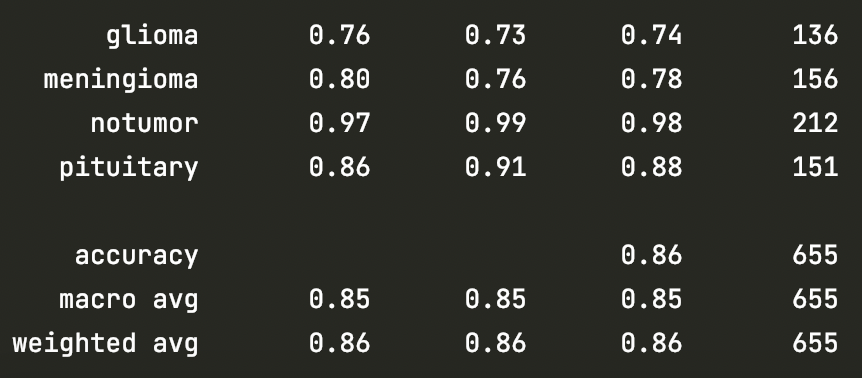 glioma 0.76 0.73 0.74 136
meningioma 0.80 0.76 0.78 156
notumor 0.97 0.99 0.98 212
pituitary 0.86 0.91 0.88 151
accuracy 0.86 655
macro avg 0.85 0.85 0.85 655
weighted avg 0.86 0.86 0.86 655